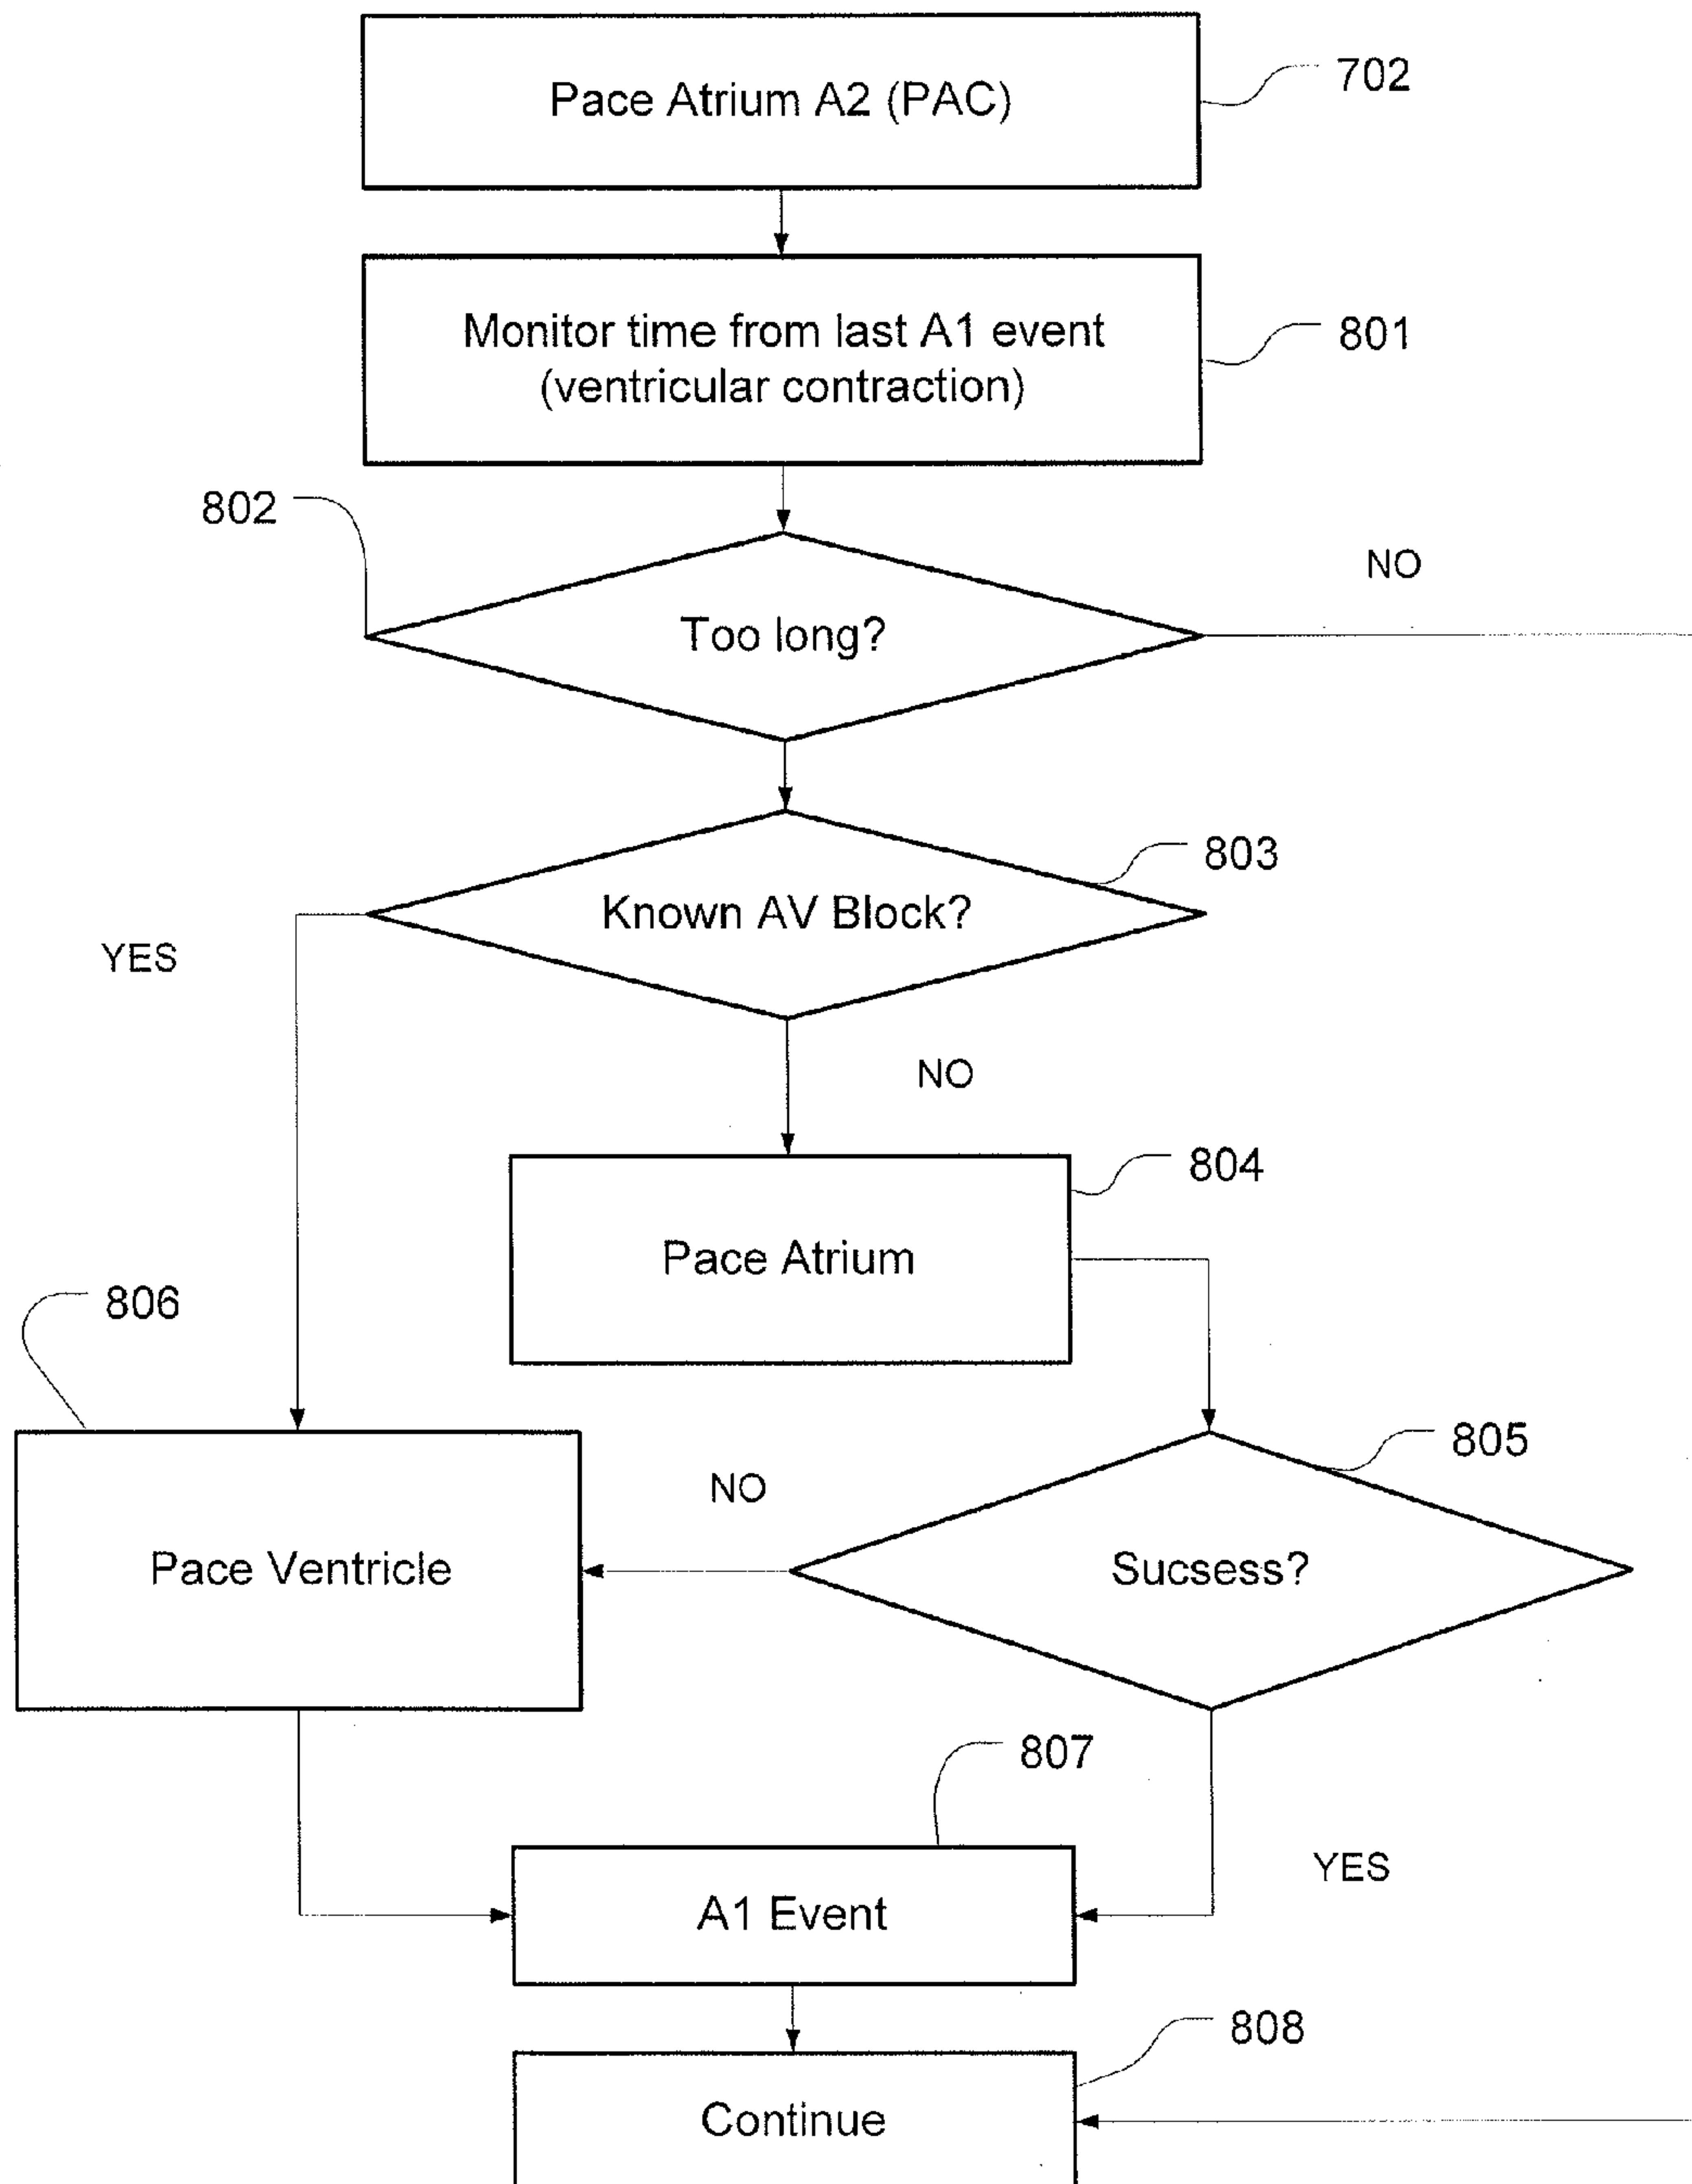 Pace Atrium A2 (PAC)
702
Monitor time from last A1 event
(ventricular contraction)
801
802
NO
Too long?
803
Known AV Block?
YES
NO
804
Pace Atrium
806
805
NO
Pace Ventricle
Sucsess?
807
YES
A1 Event
808
Continue